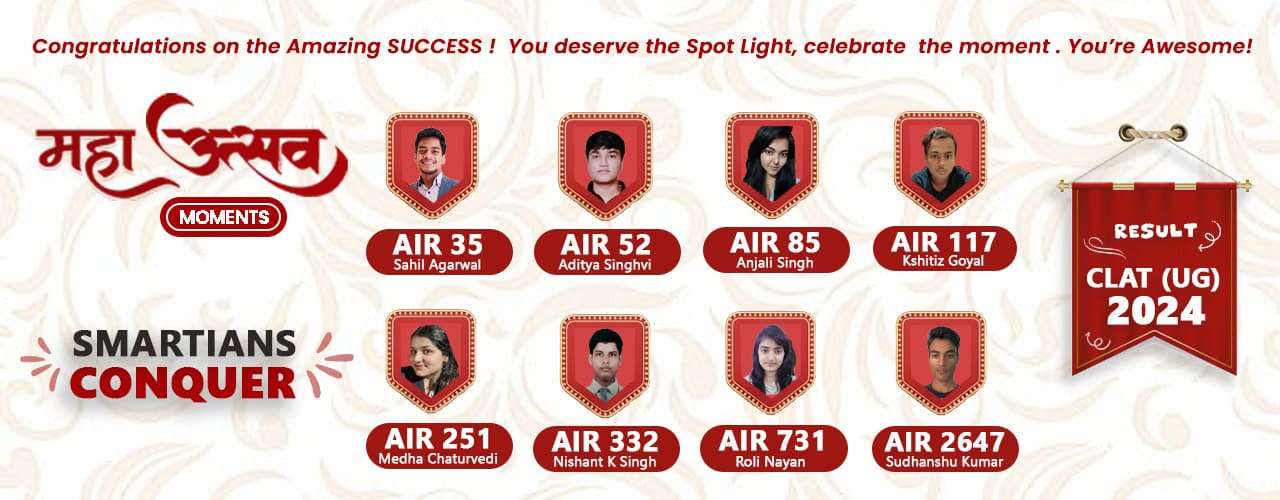 Congratulations on the Amazing SUCCESS ! You deserve the Spot Light, celebrate the moment . You're Awesome!
महा उत्सव
MOMENTS
SMARTIANS
CONQUER
AIR 35
Sahil Agarwal
AIR 52
Aditya Singhvi
AIR 85
Anjali Singh
AIR 117
Kshitiz Goyal
AIR 251
Medha Chaturvedi
AIR 332
Nishant K Singh
AIR 731
Roli Nayan
AIR 2647
Sudhanshu Kumar
RESULT
CLAT (UG)
2024